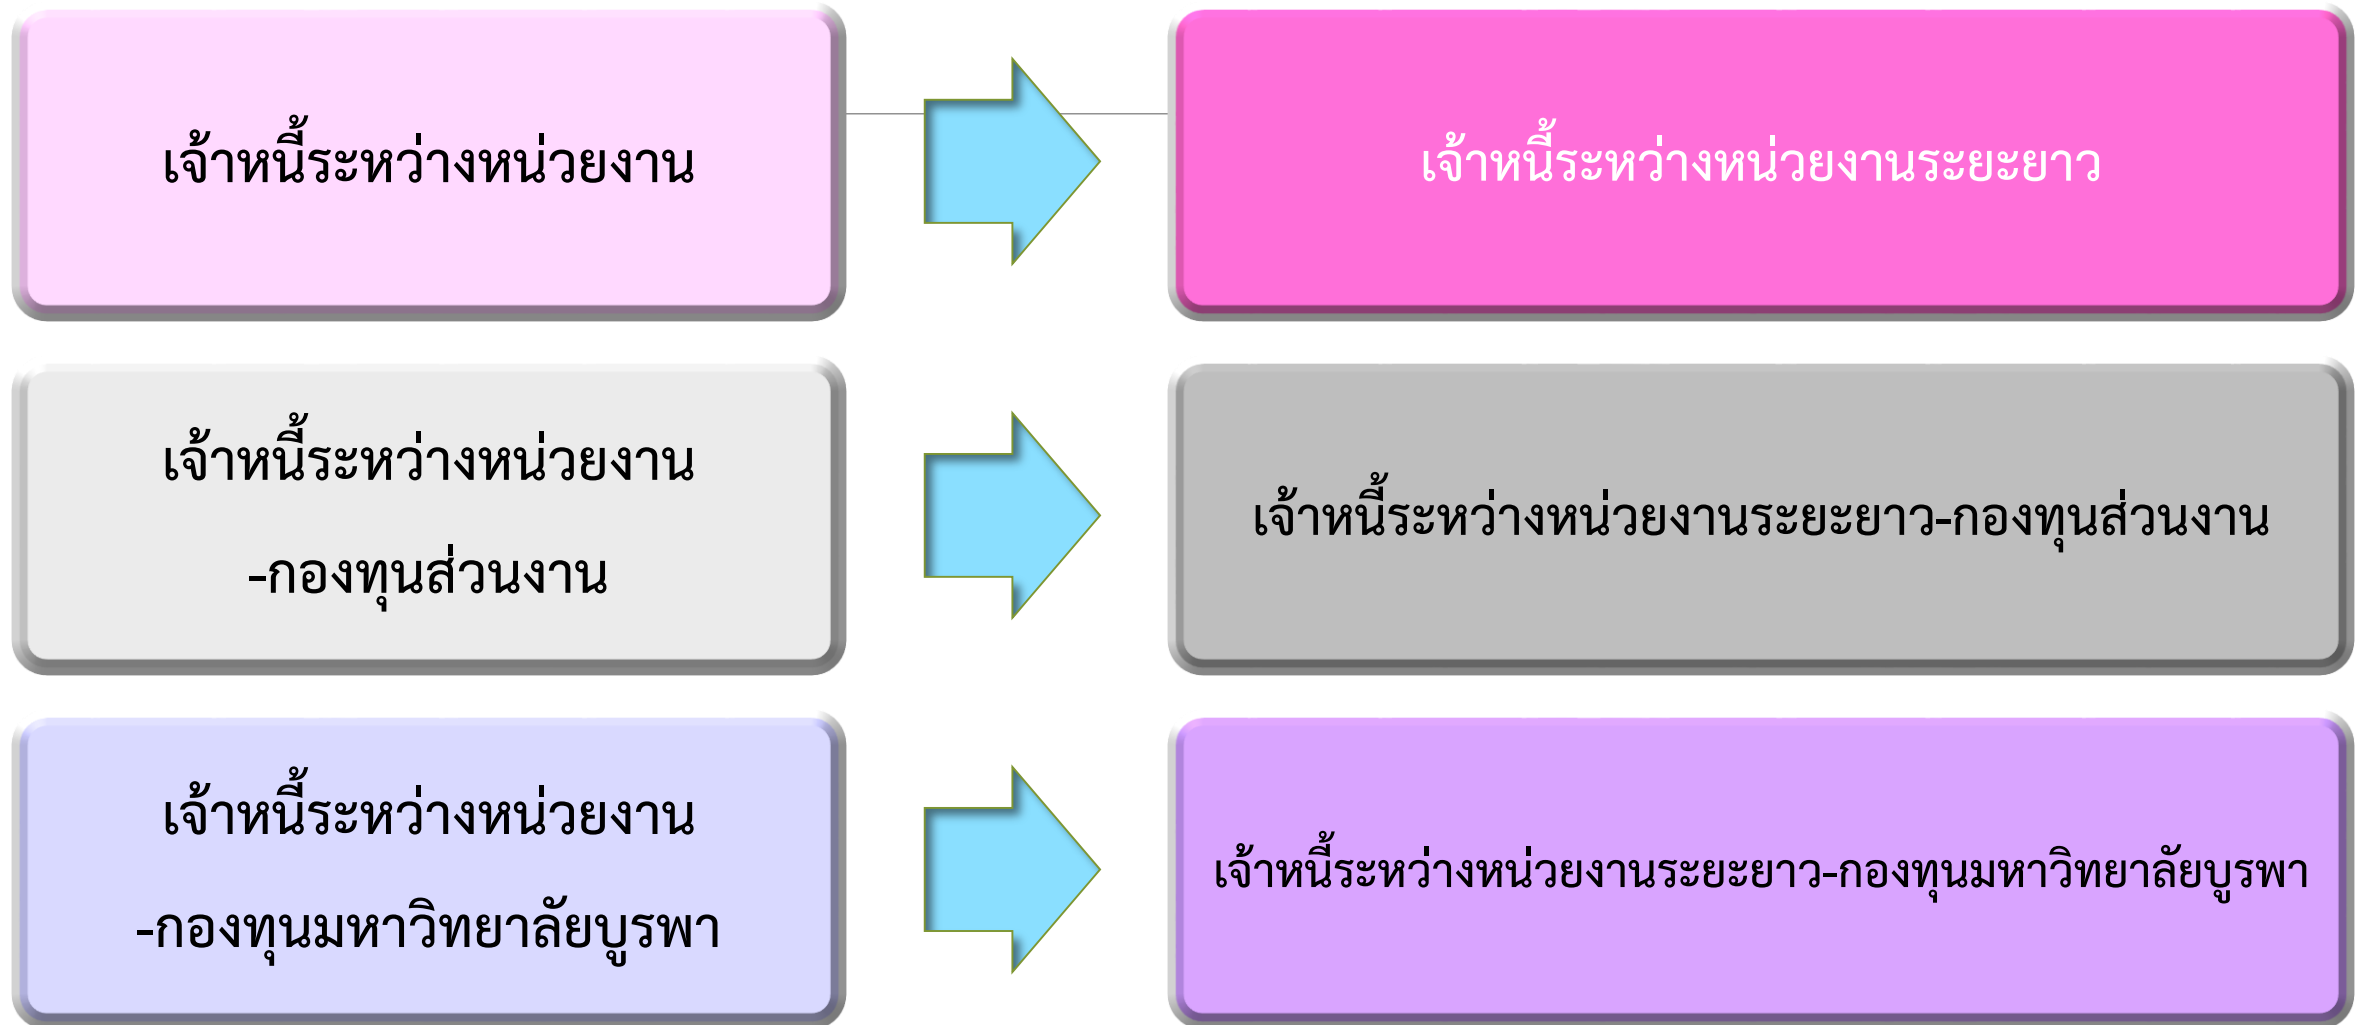 เจ้าหนี้ระหว่างหน่วยงาน
เจ้าหนี้ระหว่างหน่วยงานระยะยาว
เจ้าหนี้ระหว่างหน่วยงาน
-กองทุนส่วนงาน
เจ้าหนี้ระหว่างหน่วยงานระยะยาว-กองทุนส่วนงาน
เจ้าหนี้ระหว่างหน่วยงาน
-กองทุนมหาวิทยาลัยบูรพา
เจ้าหนี้ระหว่างหน่วยงานระยะยาว-กองทุนมหาวิทยาลัยบูรพา